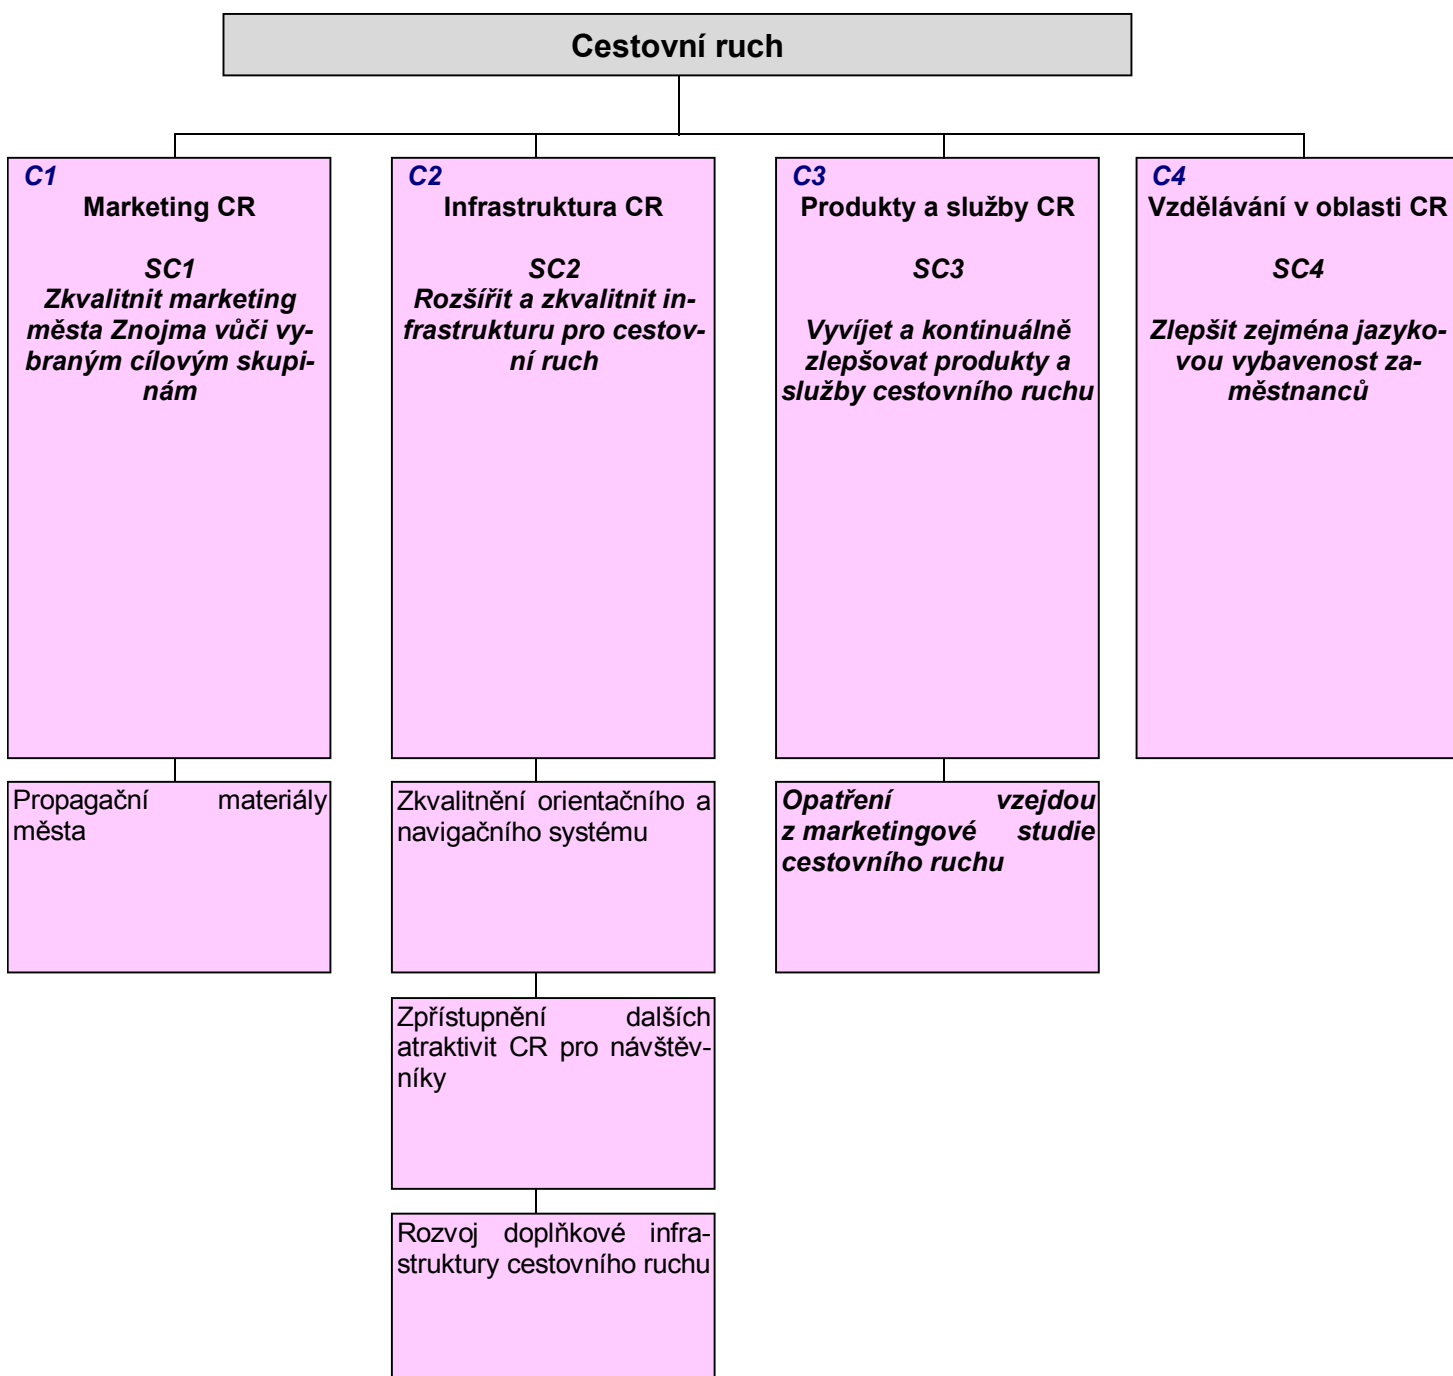 Cestovní ruch
C1
Marketing CR
SC1
Zkvalitnit marketing
města Znojma vůči vy-
braným cílovým skupi-
nám
C2
Infrastruktura CR
SC2
Rozšířit a zkvalitnit in-
frastrukturu pro cestov-
ní ruch
C3
Produkty a služby CR
SC3
Vyvíjet a kontinuálně
zlepšovat produkty a
služby cestovního ruchu
C4
Vzdělávání v oblasti CR
SC4
Zlepšit zejména jazyko-
vou vybavenost za-
městnanců
Propagační materiály
města
Zkvalitnění orientačního a
navigačního systému
Opatření vzejdou
z marketingové studie
cestovního ruchu
Zpřístupnění dalších
atraktivit CR pro návštěv-
níky
Rozvoj doplňkové infra-
struktury cestovního ruchu